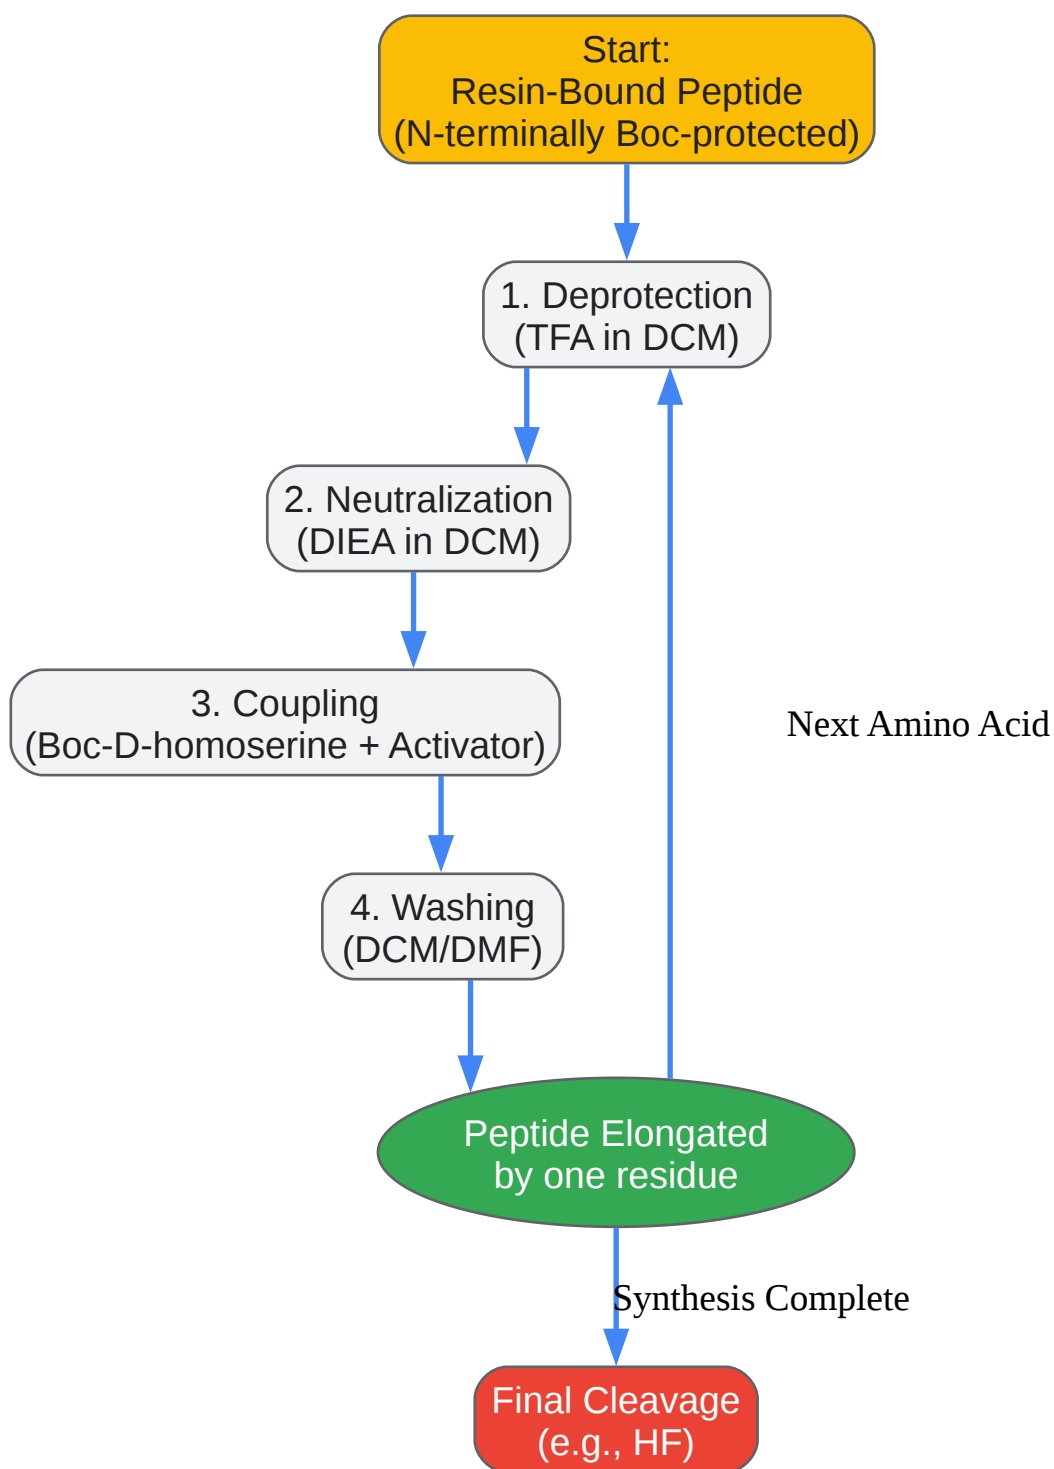 Start:
Resin-Bound Peptide
(N-terminally Boc-protected)
1. Deprotection
(TFA in DCM)
2. Neutralization
(DIEA in DCM)
3. Coupling
(Boc-D-homoserine + Activator)
Next Amino Acid
4. Washing
(DCM/DMF)
Peptide Elongated
by one residue
Synthesis Complete
Final Cleavage
(e.g., HF)